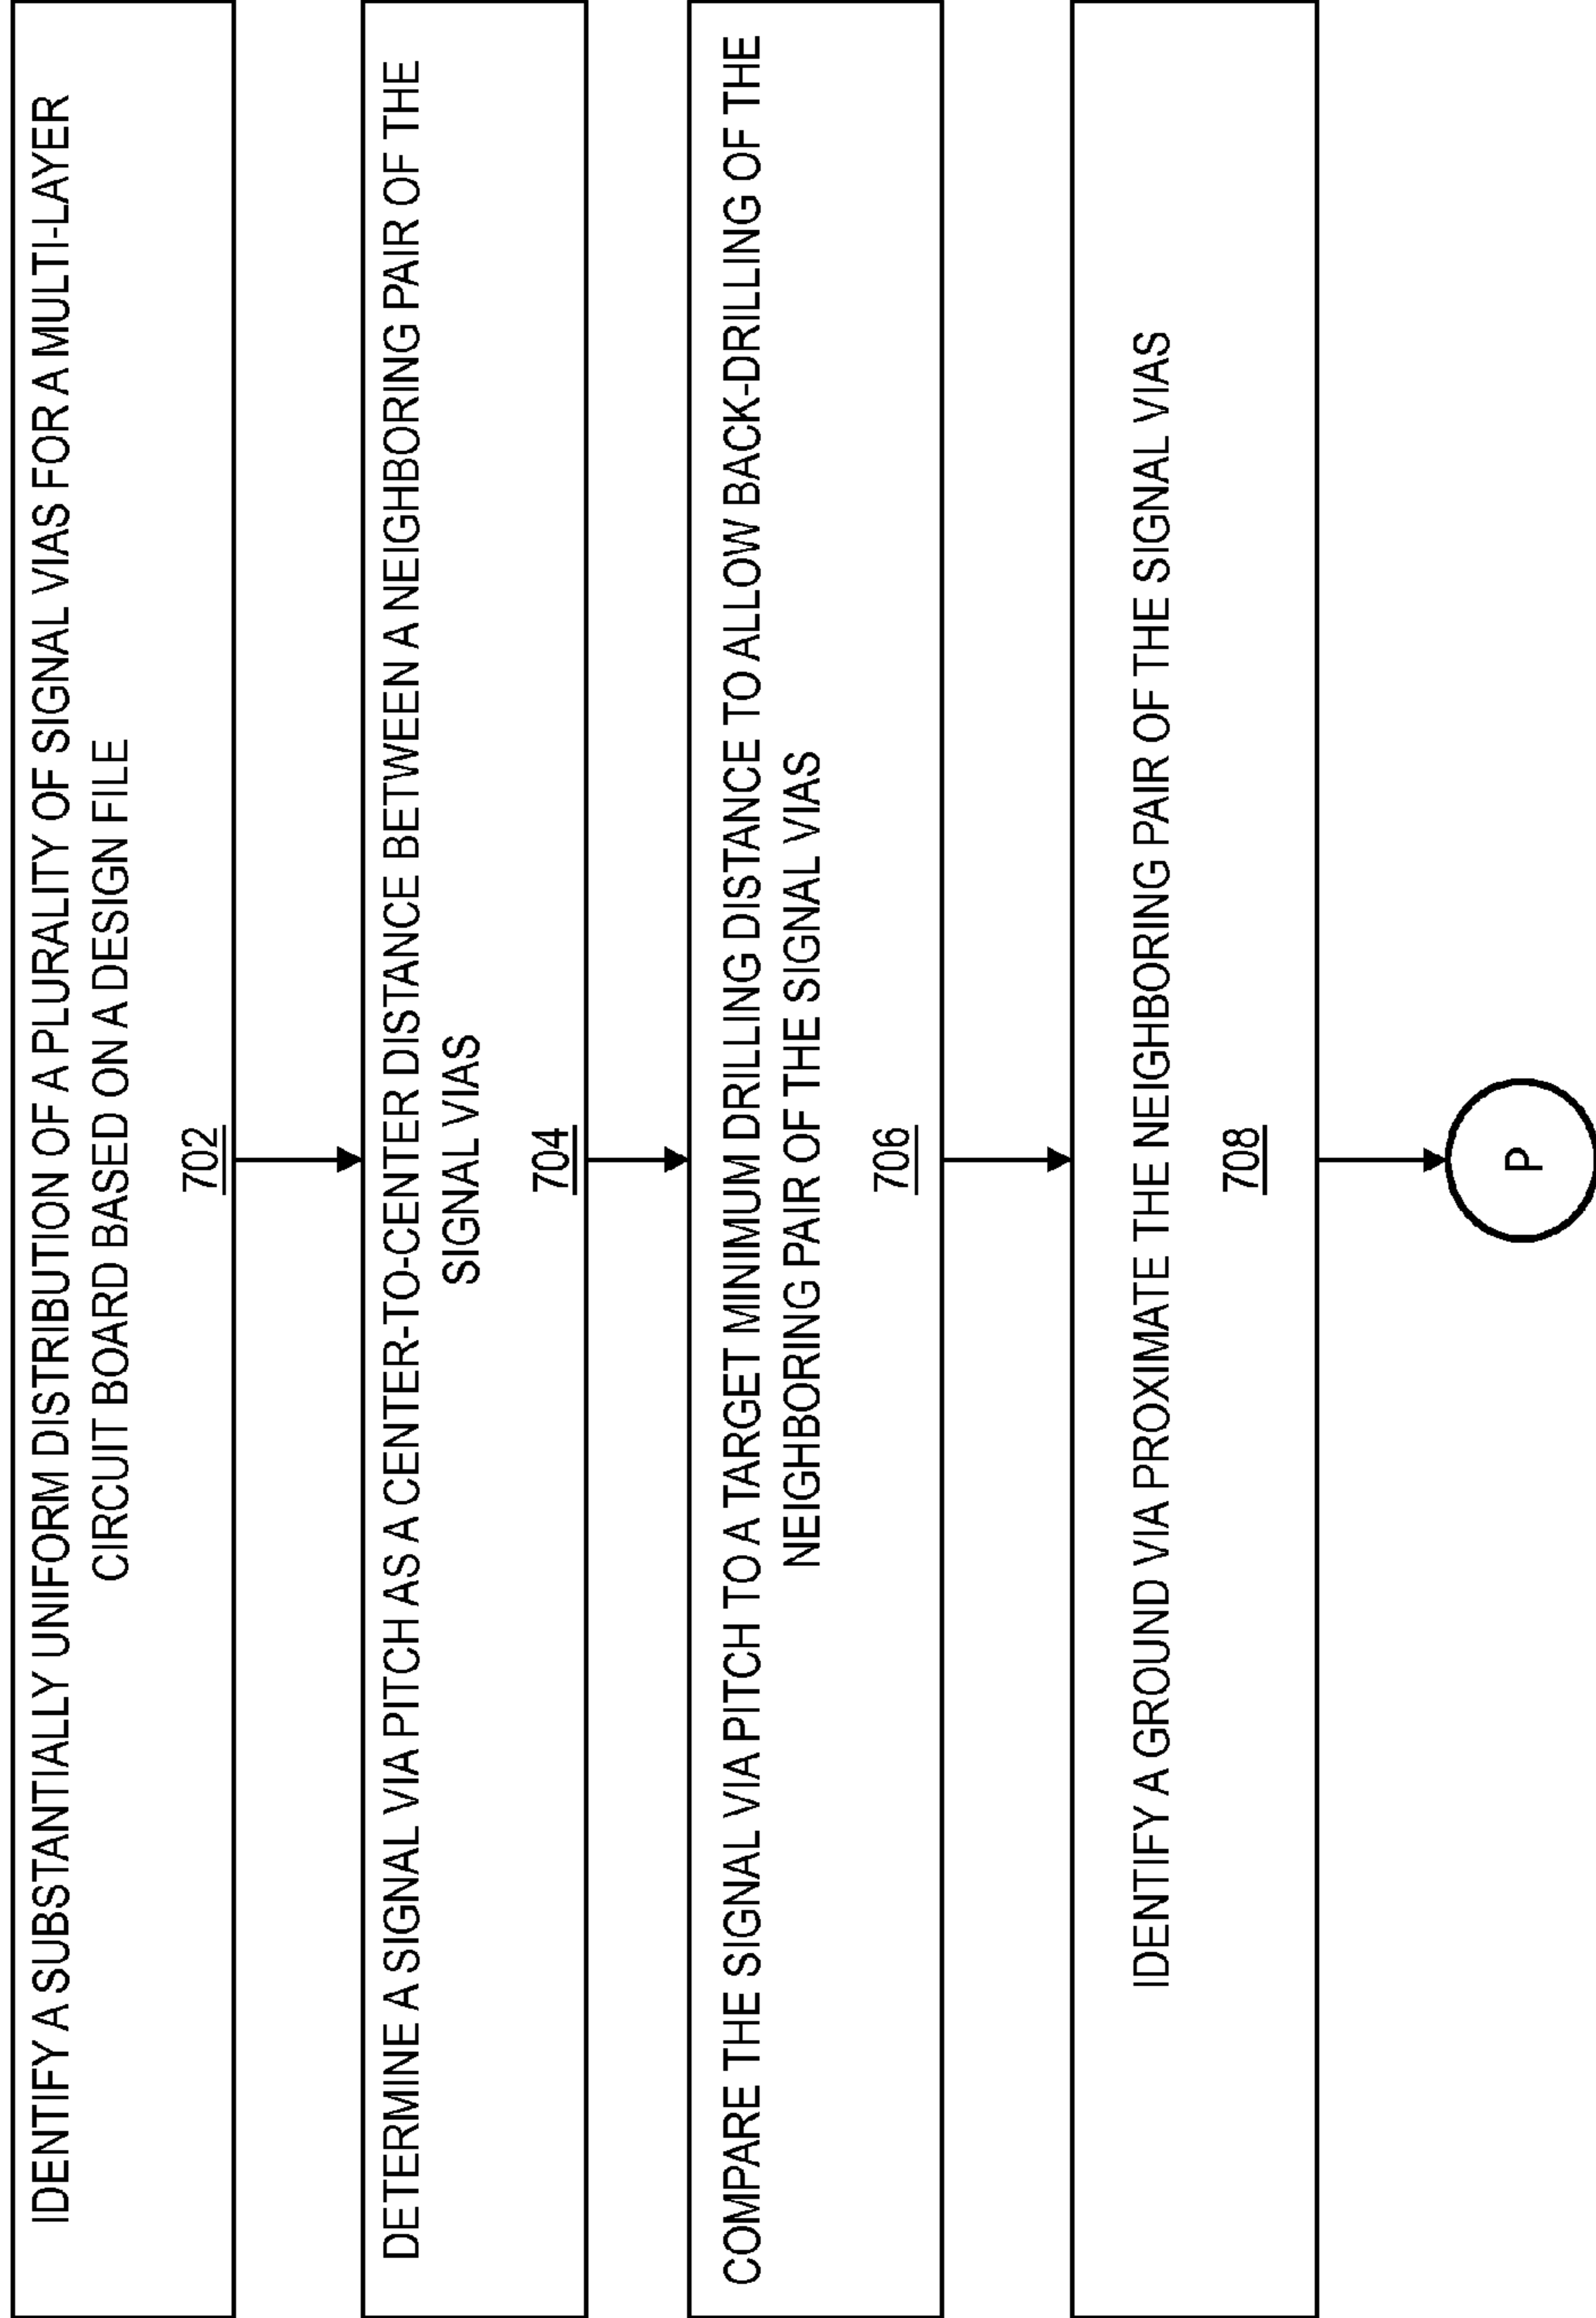 IDENTIFY A SUBSTANTIALLY UNIFORM DISTRIBUTION OF A PLURALITY OF SIGNAL VIAS FOR A MULTI-LAYER
CIRCUIT BOARD BASED ON A DESIGN FILE
702
DETERMINE A SIGNAL VIA PITCH AS A CENTER-TO-CENTER DISTANCE BETWEEN A NEIGHBORING PAIR OF THE
SIGNAL VIAS
704
COMPARE THE SIGNAL VIA PITCH TO A TARGET MINIMUM DRILLING DISTANCE TO ALLOW BACK-DRILLING OF THE
NEIGHBORING PAIR OF THE SIGNAL VIAS
706
IDENTIFY A GROUND VIA PROXIMATE THE NEIGHBORING PAIR OF THE SIGNAL VIAS
708
P